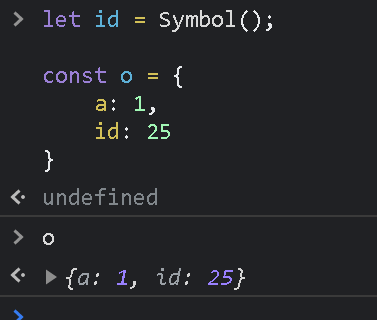 let id = Symbol();
const o = {
    a: 1,
    id: 25
}
undefined
o
{a: 1, id: 25}